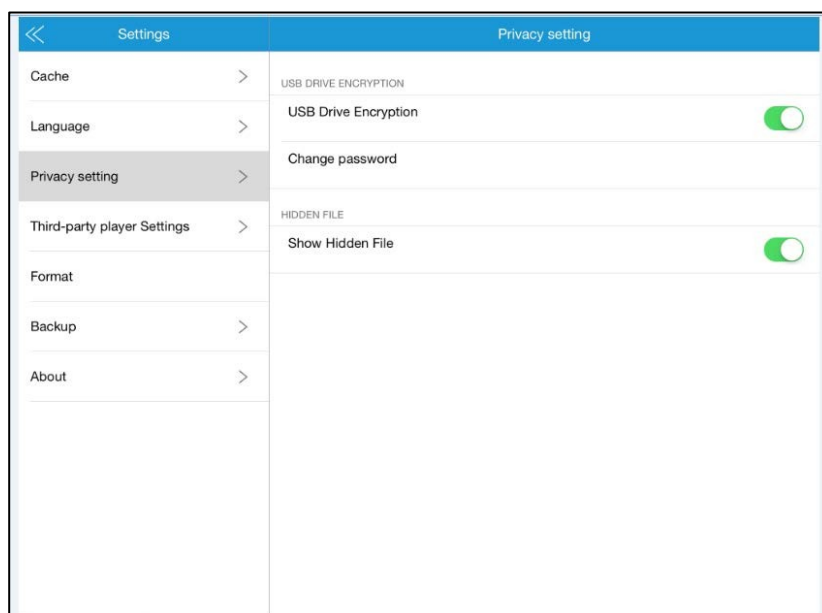 Settings
Privacy setting
Cache
Language
Privacy setting
Third-party player Settings
Format
Backup
About
USB DRIVE ENCRYPTION
USB Drive Encryption
Change password
HIDDEN FILE
Show Hidden File